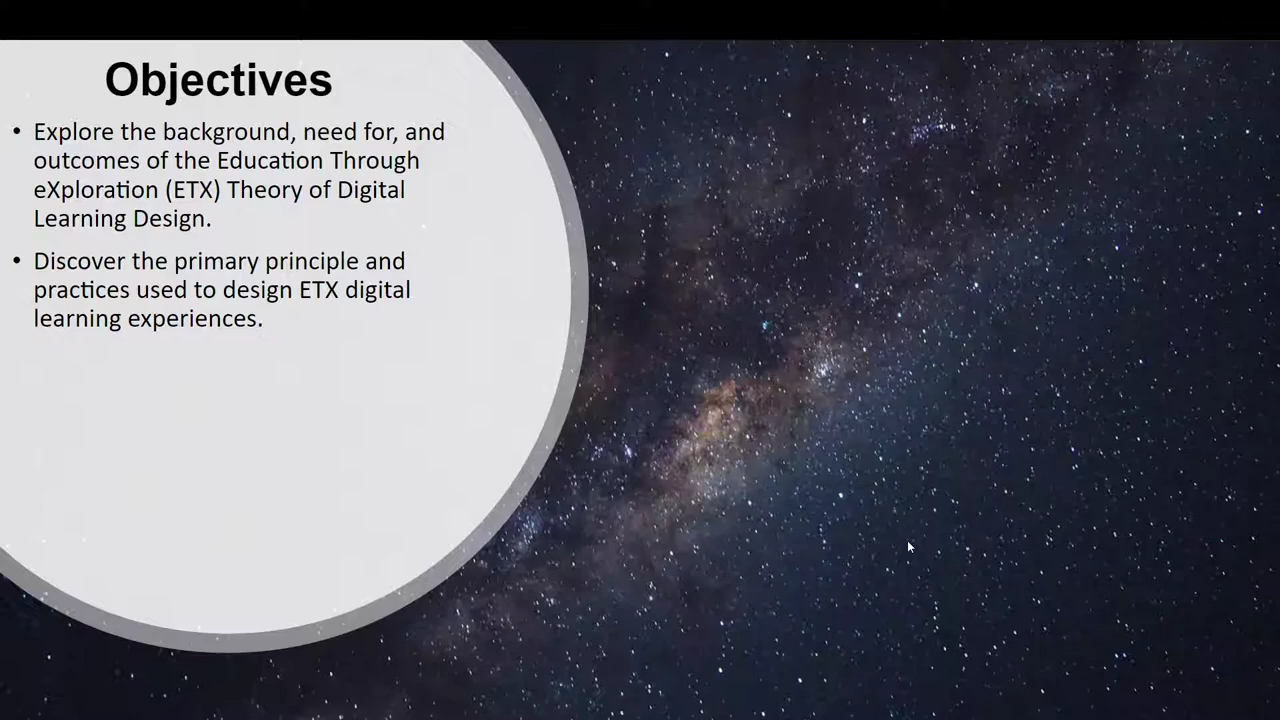 Objectives
• Explore the background, need for, and
outcomes of the Education Through
eXploration (ETX) Theory of Digital
Learning Design.
• Discover the primary principle and
practices used to design ETX digital
learning experiences.